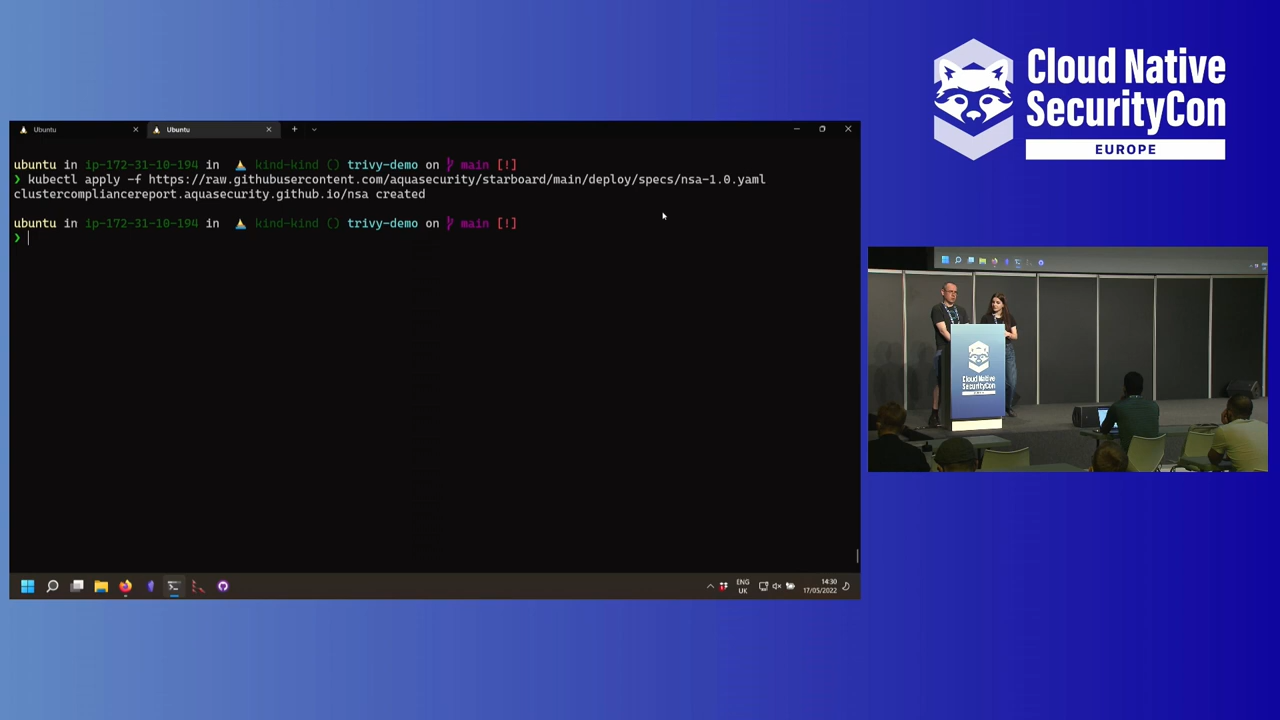 Cloud Native
SecurityCon
EUROPE
Ubuntu
Ubuntu
ubuntu in ip-172-31-10-194 in kind-kind () trivy-demo on main [!]
❯ kubectl apply -f https://raw.githubusercontent.com/aquasecurity/starboard/main/deploy/specs/nsa-1.0.yaml
clustercompliancereport.aquasecurity.github.io/nsa created
ubuntu in ip-172-31-10-194 in kind-kind () trivy-demo on main [!]
❯
Cloud Native
SecurityCon
ENG
UK
14:30
17/05/2022